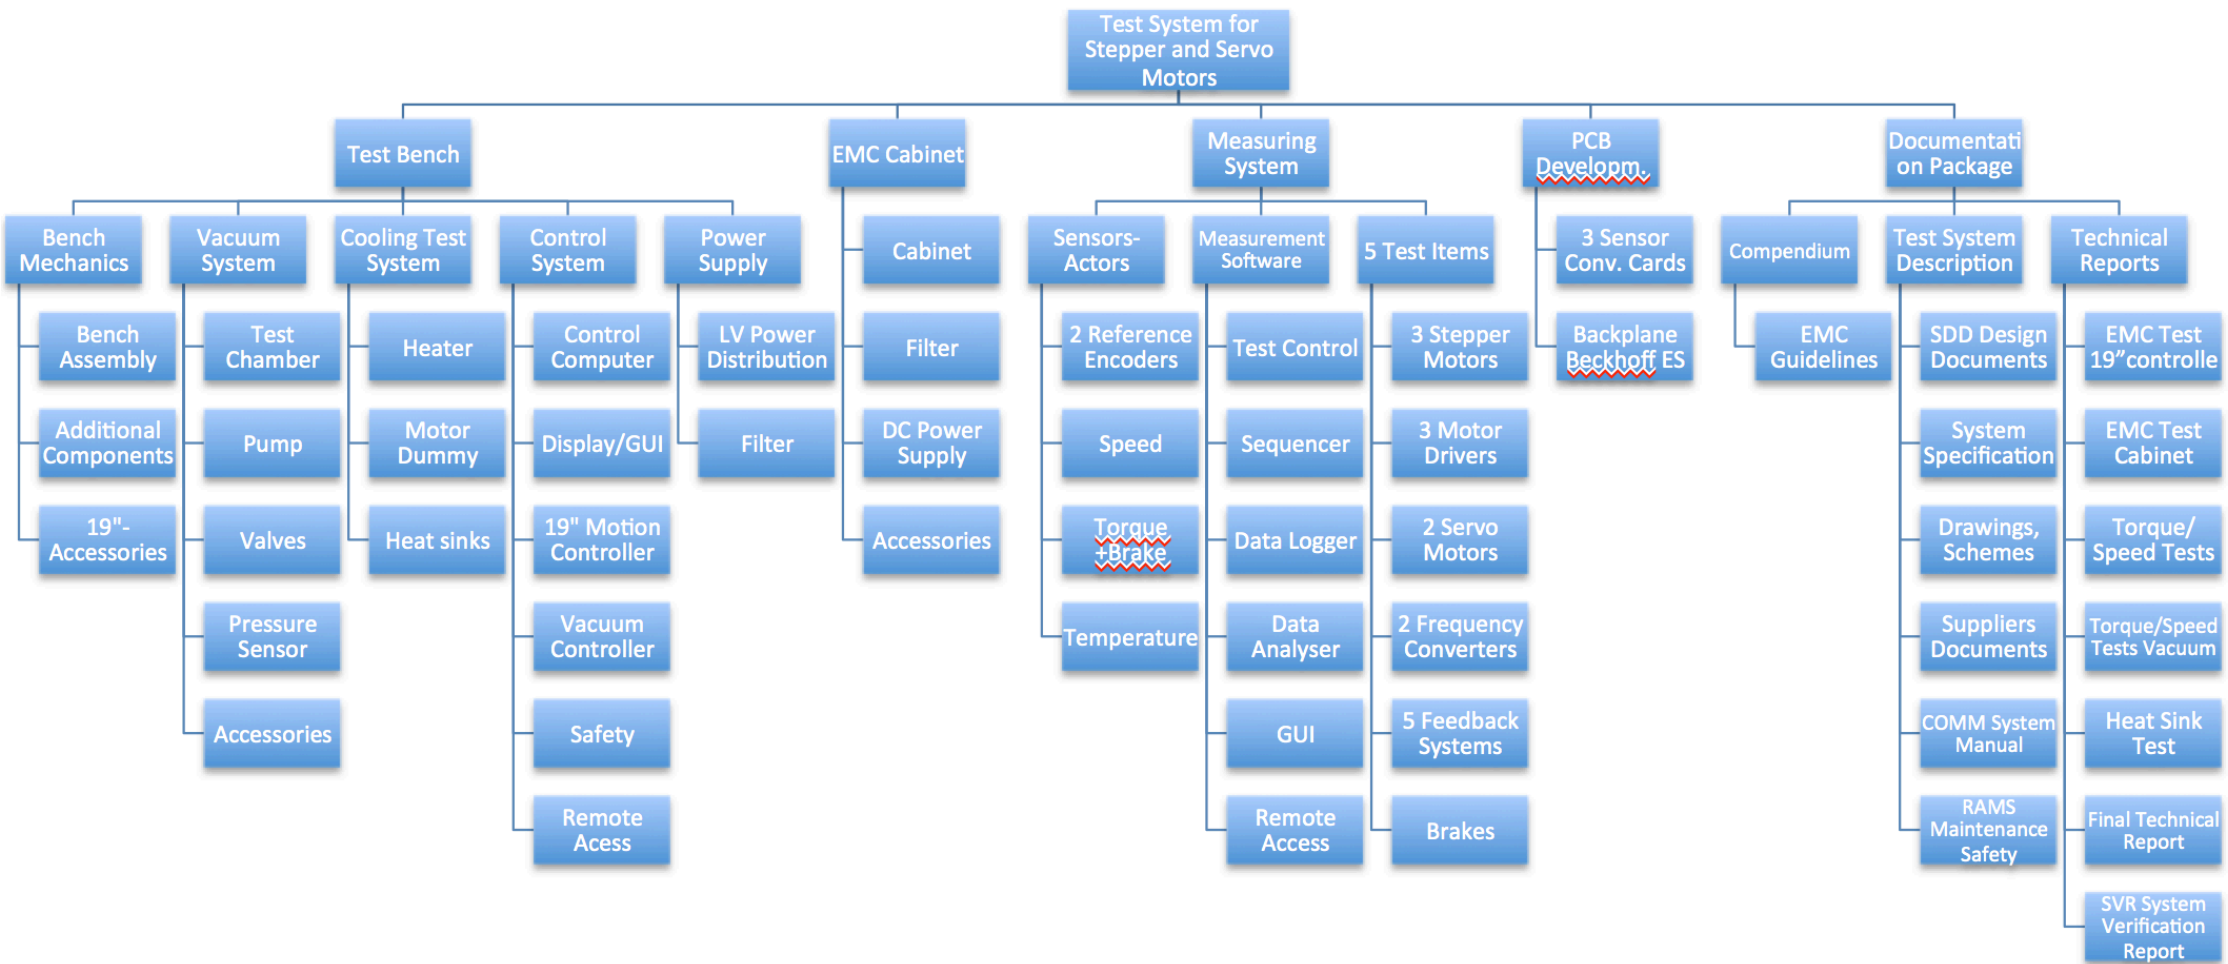 Test System for
Stepper and Servo
Motors
Test Bench
EMC Cabinet
Measuring
System
PCB
Developm.
Documentati
on Package
Bench
Mechanics
Vacuum
System
Cooling Test
System
Control
System
Power
Supply
Cabinet
Sensors-
Actors
Measurement
Software
5 Test Items
3 Sensor
Conv. Cards
Compendium
Test System
Description
Technical
Reports
Bench
Assembly
Test
Chamber
Heater
Control
Computer
LV Power
Distribution
Filter
2 Reference
Encoders
Test Control
3 Stepper
Motors
Backplane
Beckhoff ES
EMC
Guidelines
SDD Design
Documents
EMC Test
19”controlle
Additional
Components
Pump
Motor
Dummy
Display/GUI
Filter
DC Power
Supply
Speed
Sequencer
3 Motor
Drivers
System
Specification
EMC Test
Cabinet
19"-
Accessories
Valves
Heat sinks
19" Motion
Controller
Accessories
Torque
+Brake
Data Logger
2 Servo
Motors
Drawings,
Schemes
Torque/
Speed Tests
Pressure
Sensor
Vacuum
Controller
Temperature
Data
Analyser
2 Frequency
Converters
Suppliers
Documents
Torque/Speed
Tests Vacuum
Accessories
Safety
GUI
5 Feedback
Systems
COMM System
Manual
Heat Sink
Test
Remote
Acess
Remote
Access
Brakes
RAMS
Maintenance
Safety
Final Technical
Report
SVR System
Verification
Report